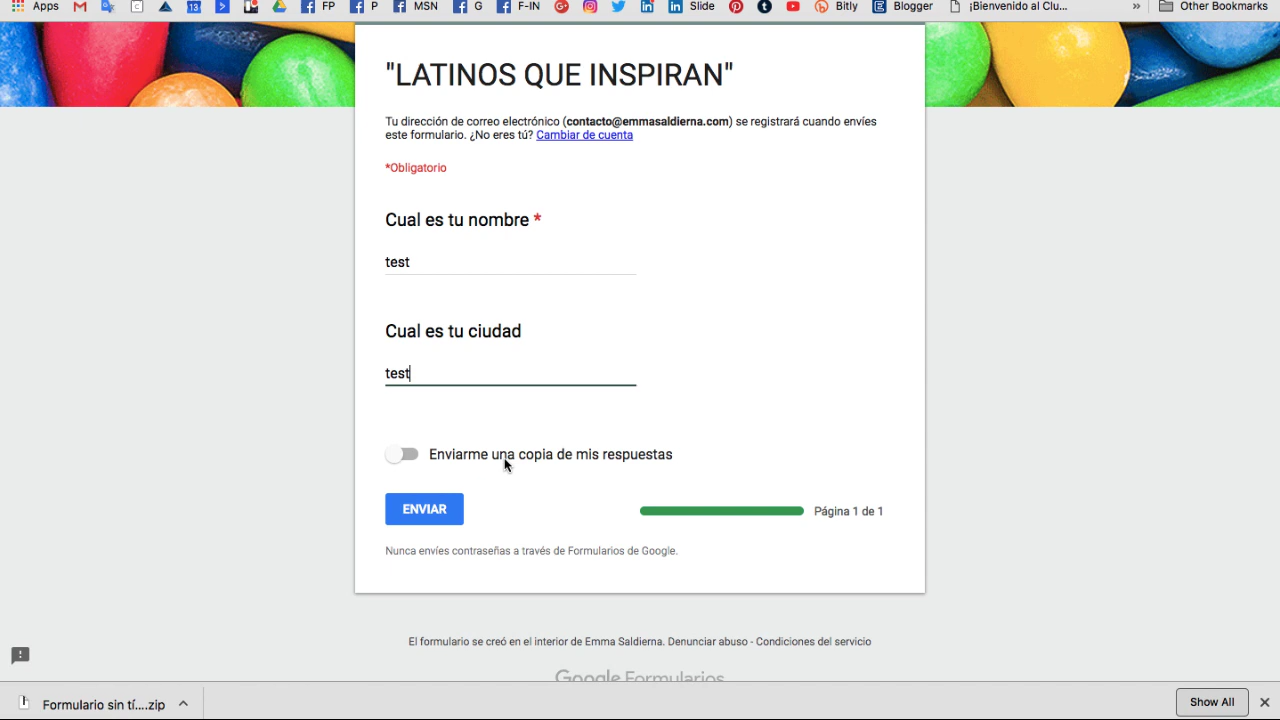 Apps 13 FP P MSN G F-IN Slide Bitly Blogger ¡Bienvenido al Clu... » Other Bookmarks
"LATINOS QUE INSPIRAN"
Tu dirección de correo electrónico (contacto@emmasaldierna.com) se registrará cuando envíes
este formulario. ¿No eres tú? Cambiar de cuenta
*Obligatorio
Cual es tu nombre *
test
Cual es tu ciudad
test
Enviarme una copia de mis respuestas
ENVIAR
Página 1 de 1
Nunca envíes contraseñas a través de Formularios de Google.
El formulario se creó en el interior de Emma Saldierna. Denunciar abuso - Condiciones del servicio
Google Formularios
Formulario sin tí....zip
Show All